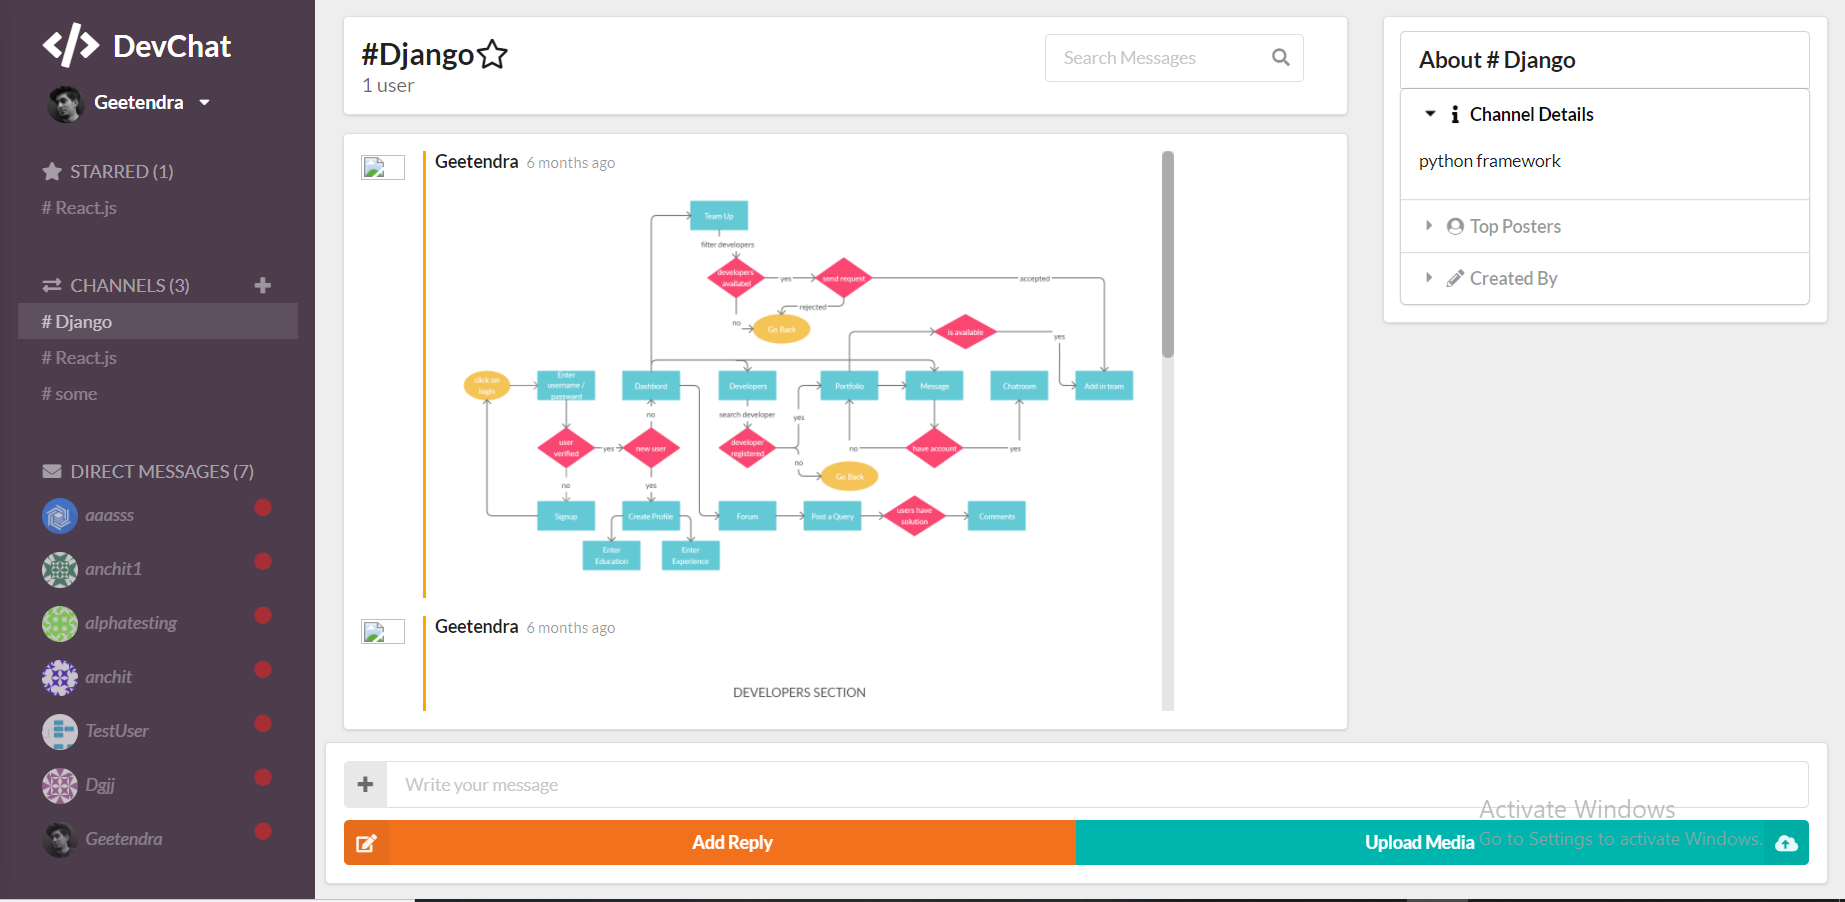 DevChat
Geetendra
STARRED (1)
# React.js
CHANNELS (3)
# Django
# React.js
# some
DIRECT MESSAGES (7)
aaasss
anchit1
alphatesting
anchit
TestUser
Dgjj
Geetendra
#Django
1 user
Search Messages
Geetendra 6 months ago
Team Up
filter developers
developers
availabel
yes
send request
accepted
rejected
no
Go Back
is available
yes
click on
login
Enter
username /
password
Dashbord
Developers
Portfolio
Message
Chatroom
Add in team
no
search developer
yes
user
verified
yes
new user
developer
registered
no
have account
yes
no
yes
no
Go Back
Signup
Create Profile
Forum
Post a Query
users have
solution
Comments
Enter
Education
Enter
Experience
Geetendra 6 months ago
DEVELOPERS SECTION
About # Django
Channel Details
python framework
Top Posters
Created By
Write your message
Add Reply
Upload Media
Activate Windows
Go to Settings to activate Windows.